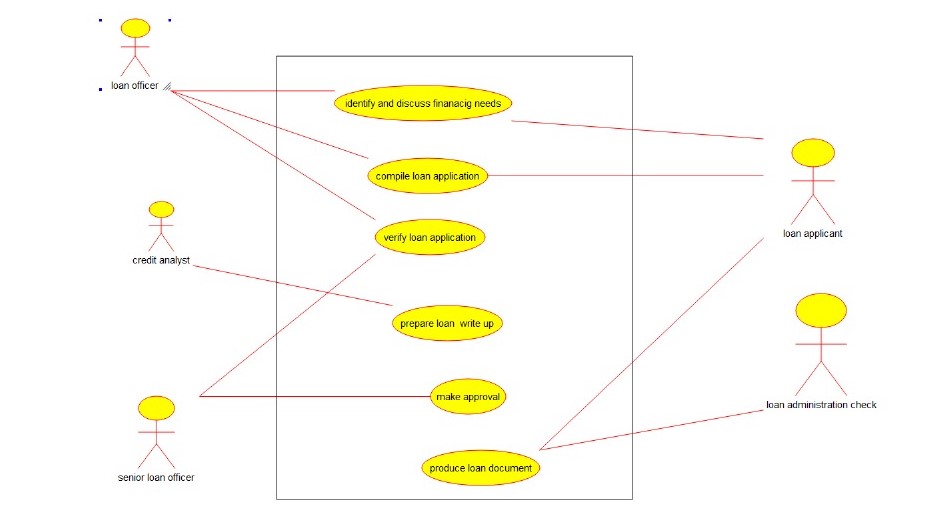 loan officer
identify and discuss finanacig needs
compile loan application
verify loan application
loan applicant
credit analyst
prepare loan write up
loan administration check
make approval
senior loan officer
produce loan document